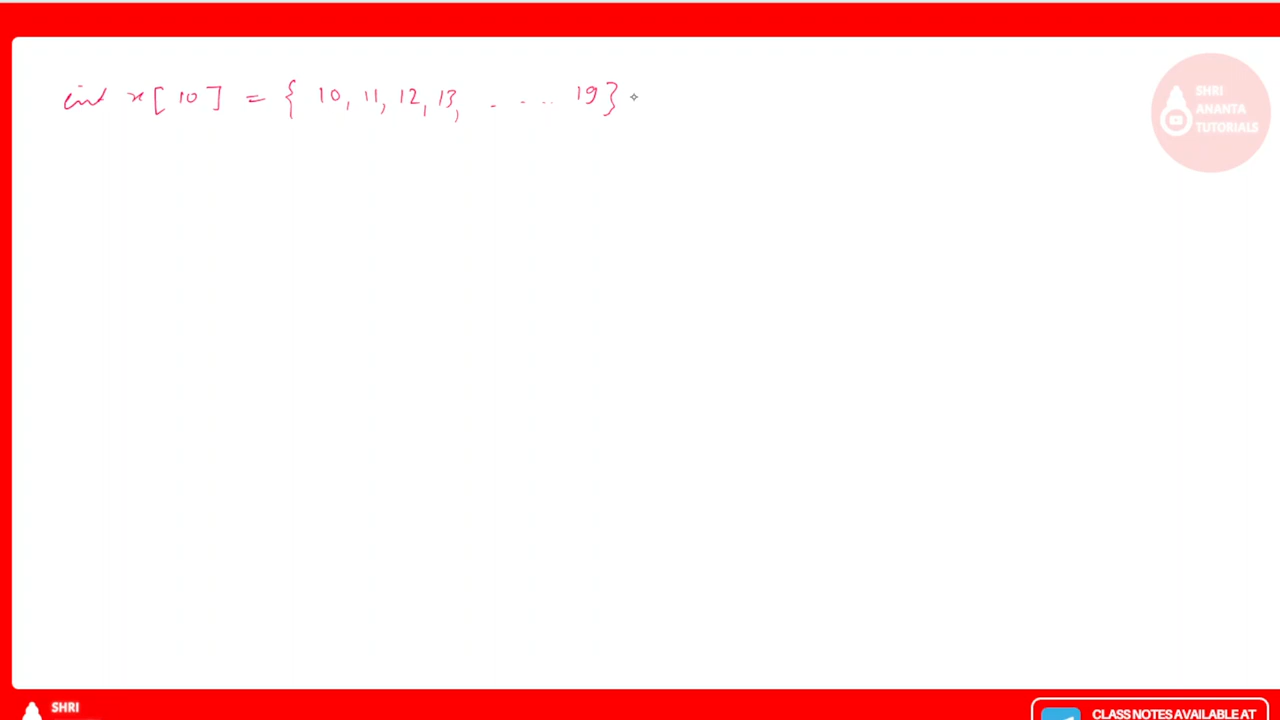 int x[10] = { 10, 11, 12, 13, ..... 19}
SHRI
ANANTA
TUTORIALS
SHRI
CLASS NOTES AVAILABLE AT